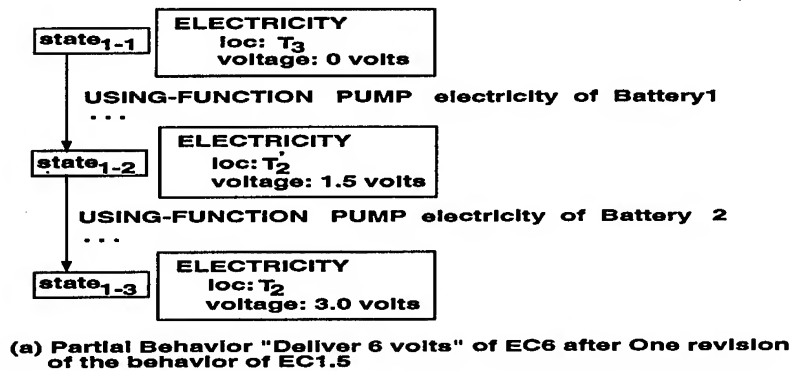 state1-1
ELECTRICITY
loc: T3
voltage: 0 volts
USING-FUNCTION PUMP electricity of Battery1
...
state1-2
ELECTRICITY
loc: T2'
voltage: 1.5 volts
USING-FUNCTION PUMP electricity of Battery 2
...
state1-3
ELECTRICITY
loc: T2
voltage: 3.0 volts
(a) Partial Behavior "Deliver 6 volts" of EC6 after One revision
of the behavior of EC1.5